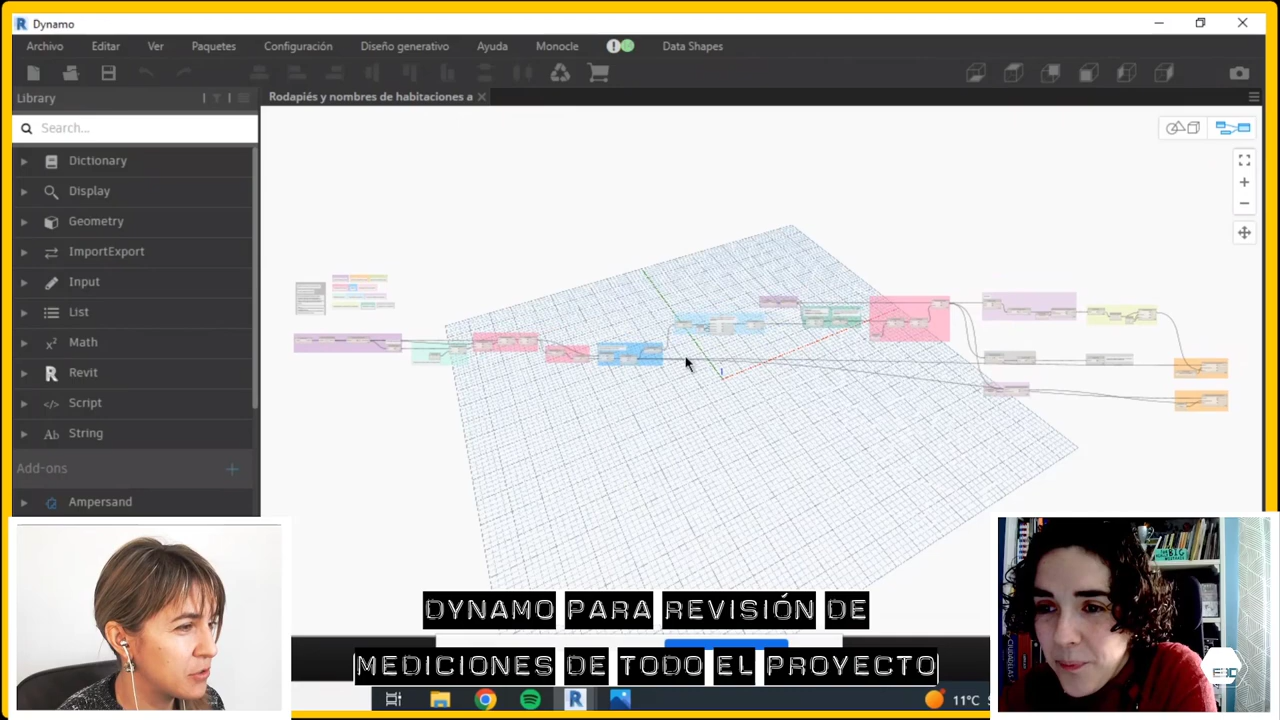 Dynamo
Archivo Editar Ver Paquetes Configuración Diseño generativo Ayuda Monocle Data Shapes
Library
Rodapiés y nombres de habitaciones a
Search...
Dictionary
Display
Geometry
ImportExport
Input
List
Math
Revit
Script
String
Add-ons
Ampersand
DYNAMO PARA REVISIÓN DE
MEDICIONES DE TODO EL PROYECTO
11°C